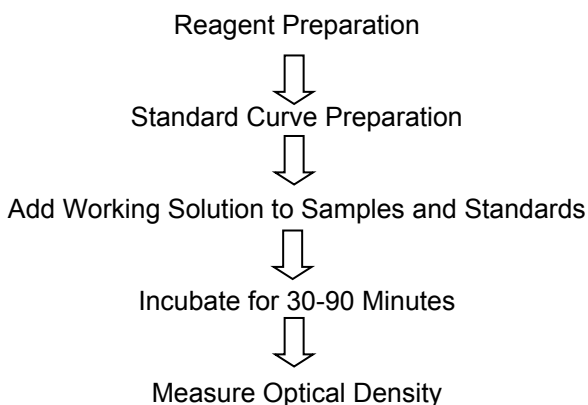 Reagent Preparation
Standard Curve Preparation
Add Working Solution to Samples and Standards
Incubate for 30-90 Minutes
Measure Optical Density